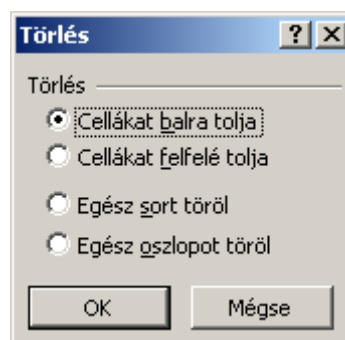 Törlés
Törlés
Cellákat balra tolja
Cellákat felfelé tolja
Egész sort töröl
Egész oszlopot töröl
OK Mégse